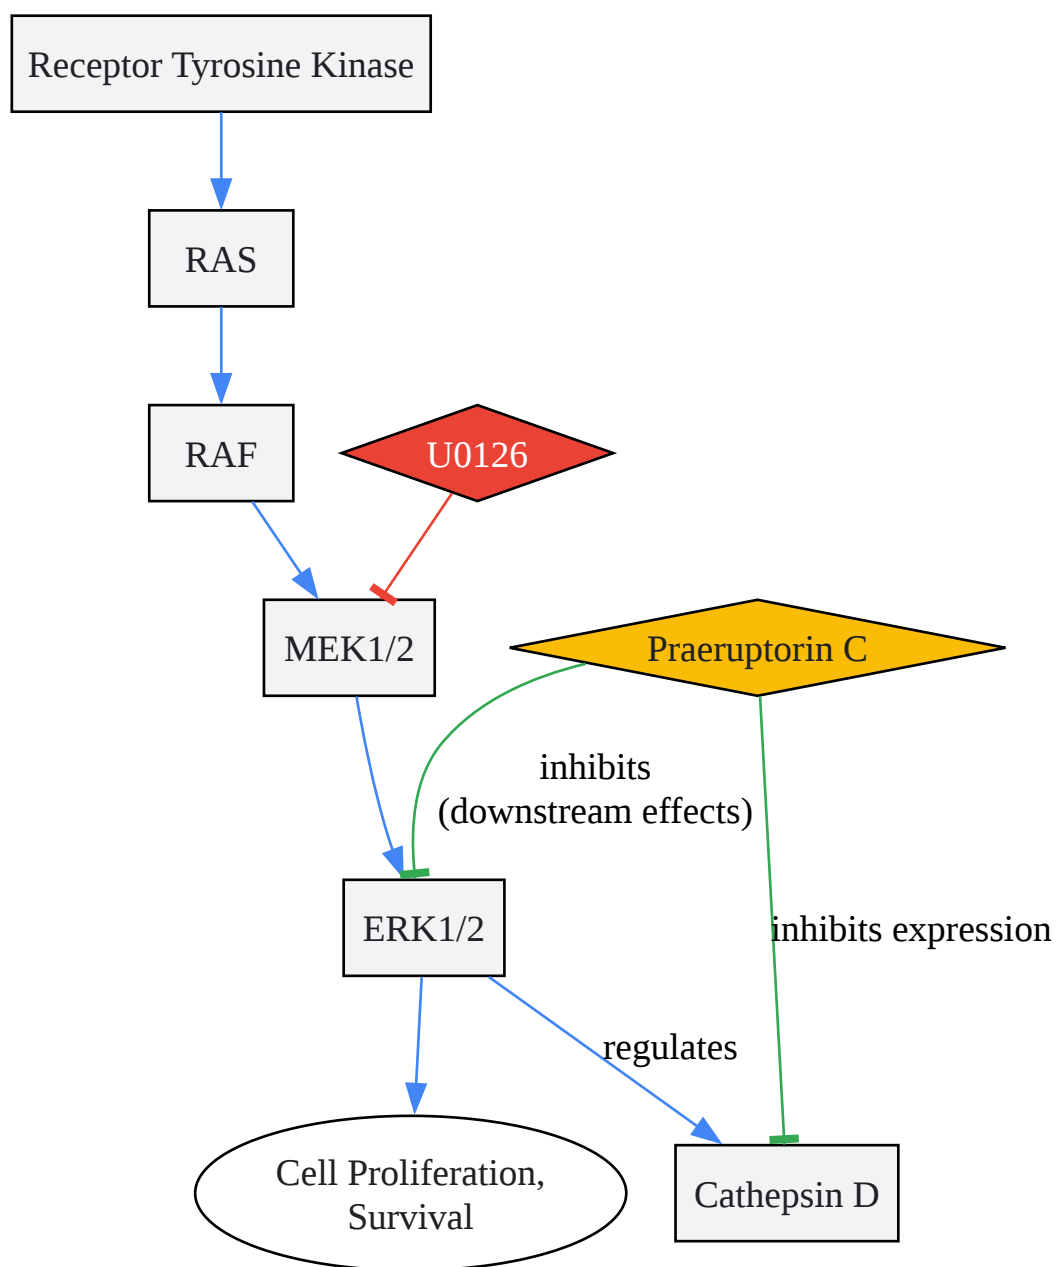 Receptor Tyrosine Kinase
RAS
RAF
U0126
MEK1/2
Praeruptorin C
inhibits
(downstream effects)
ERK1/2
inhibits expression
regulates
Cell Proliferation,
Survival
Cathepsin D